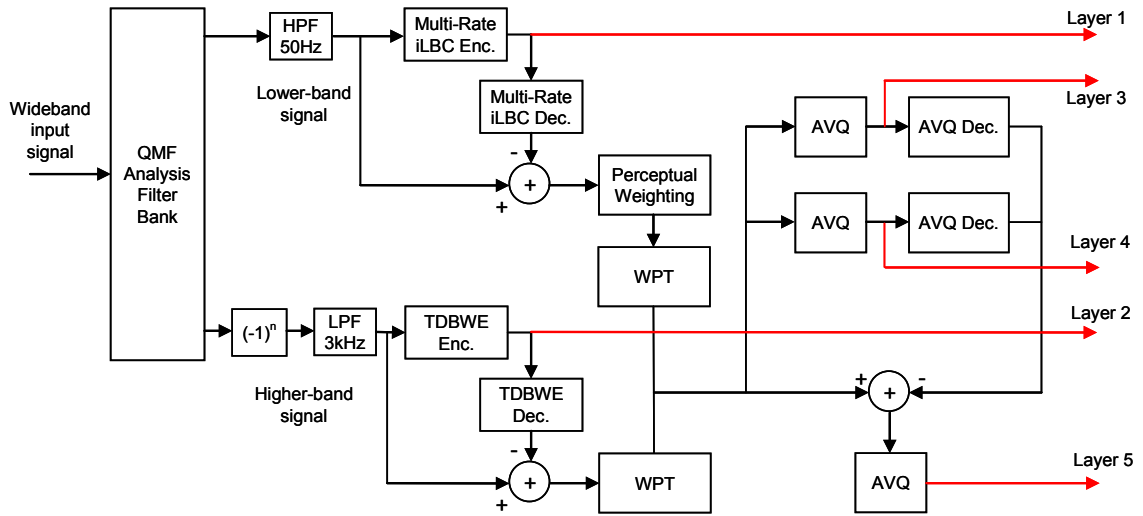 Wideband
input
signal
QMF
Analysis
Filter
Bank
HPF
50Hz
Lower-band
signal
Multi-Rate
iLBC Enc.
Multi-Rate
iLBC Dec.
-
+
+
Perceptual
Weighting
WPT
Layer 1
Layer 3
AVQ
AVQ Dec.
AVQ
AVQ Dec.
Layer 4
(-1)ⁿ
LPF
3kHz
Higher-band
signal
TDBWE
Enc.
Layer 2
TDBWE
Dec.
-
+
+
WPT
+
-
+
AVQ
Layer 5